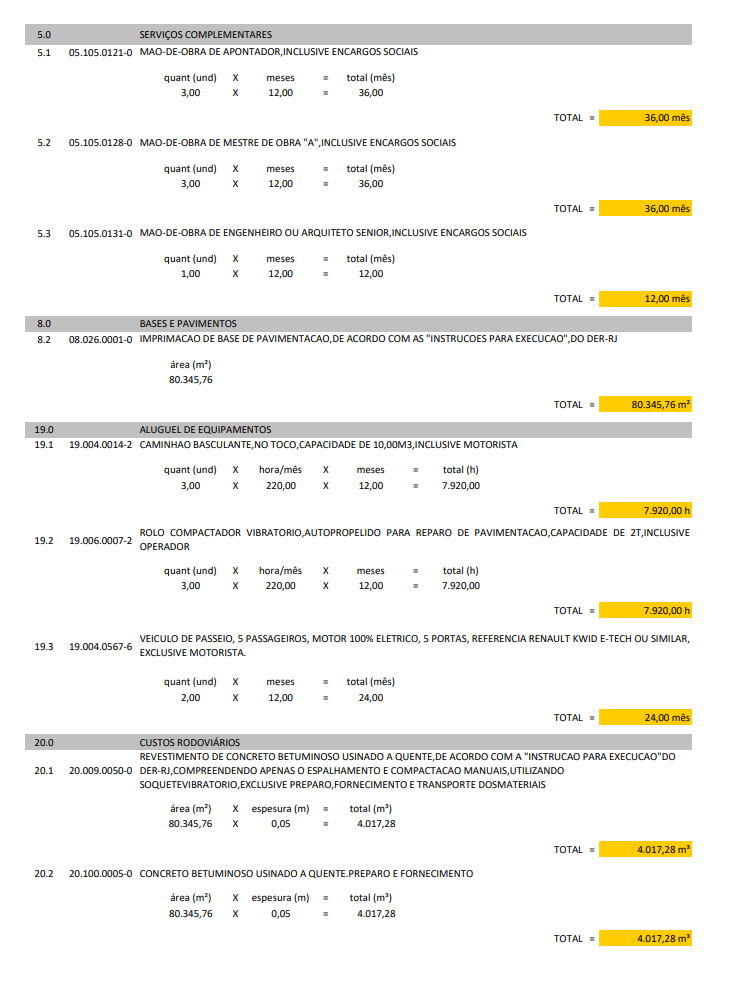 5.0 SERVIÇOS COMPLEMENTARES
5.1 05.105.0121-0 MAO-DE-OBRA DE APONTADOR,INCLUSIVE ENCARGOS SOCIAIS
quant (und) X meses = total (mês)
3,00 X 12,00 = 36,00
TOTAL = 36,00 mês
5.2 05.105.0128-0 MAO-DE-OBRA DE MESTRE DE OBRA "A",INCLUSIVE ENCARGOS SOCIAIS
quant (und) X meses = total (mês)
3,00 X 12,00 = 36,00
TOTAL = 36,00 mês
5.3 05.105.0131-0 MAO-DE-OBRA DE ENGENHEIRO OU ARQUITETO SENIOR,INCLUSIVE ENCARGOS SOCIAIS
quant (und) X meses = total (mês)
1,00 X 12,00 = 12,00
TOTAL = 12,00 mês
8.0 BASES E PAVIMENTOS
8.2 08.026.0001-0 IMPRIMACAO DE BASE DE PAVIMENTACAO,DE ACORDO COM AS "INSTRUCOES PARA EXECUCAO",DO DER-RJ
área (m²)
80.345,76
TOTAL = 80.345,76 m²
19.0 ALUGUEL DE EQUIPAMENTOS
19.1 19.004.0014-2 CAMINHAO BASCULANTE,NO TOCO,CAPACIDADE DE 10,00M3,INCLUSIVE MOTORISTA
quant (und) X hora/mês X meses = total (h)
3,00 X 220,00 X 12,00 = 7.920,00
TOTAL = 7.920,00 h
19.2 19.006.0007-2 ROLO COMPACTADOR VIBRATORIO,AUTOPROPELIDO PARA REPARO DE PAVIMENTACAO,CAPACIDADE DE 2T,INCLUSIVE
OPERADOR
quant (und) X hora/mês X meses = total (h)
3,00 X 220,00 X 12,00 = 7.920,00
TOTAL = 7.920,00 h
19.3 19.004.0567-6 VEICULO DE PASSEIO, 5 PASSAGEIROS, MOTOR 100% ELETRICO, 5 PORTAS, REFERENCIA RENAULT KWID E-TECH OU SIMILAR,
EXCLUSIVE MOTORISTA.
quant (und) X meses = total (mês)
2,00 X 12,00 = 24,00
TOTAL = 24,00 mês
20.0 CUSTOS RODOVIÁRIOS
REVESTIMENTO DE CONCRETO BETUMINOSO USINADO A QUENTE,DE ACORDO COM A "INSTRUCAO PARA EXECUCAO"DO
20.1 20.009.0050-0 DER-RJ,COMPREENDENDO APENAS O ESPALHAMENTO E COMPACTACAO MANUAIS,UTILIZANDO
SOQUETEVIBRATORIO,EXCLUSIVE PREPARO,FORNECIMENTO E TRANSPORTE DOSMATERIAIS
área (m²) X espesura (m) = total (m³)
80.345,76 X 0,05 = 4.017,28
TOTAL = 4.017,28 m³
20.2 20.100.0005-0 CONCRETO BETUMINOSO USINADO A QUENTE.PREPARO E FORNECIMENTO
área (m²) X espesura (m) = total (m³)
80.345,76 X 0,05 = 4.017,28
TOTAL = 4.017,28 m³